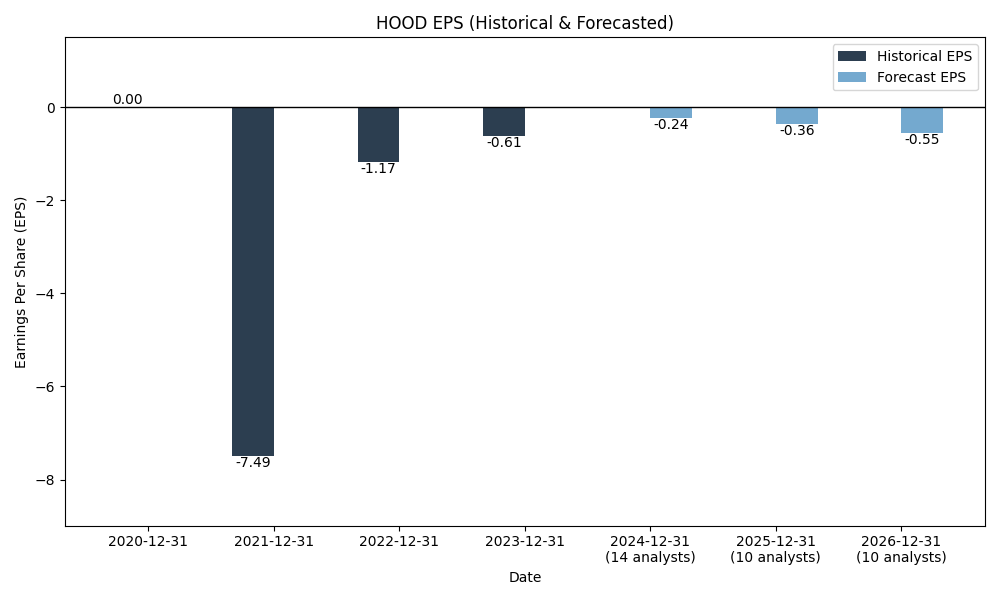 HOOD EPS (Historical & Forecasted)
Historical EPS
Forecast EPS
Earnings Per Share (EPS)
0
−2
−4
−6
−8
0.00
-7.49
-1.17
-0.61
-0.24
-0.36
-0.55
2020-12-31
2021-12-31
2022-12-31
2023-12-31
2024-12-31
(14 analysts)
2025-12-31
(10 analysts)
2026-12-31
(10 analysts)
Date